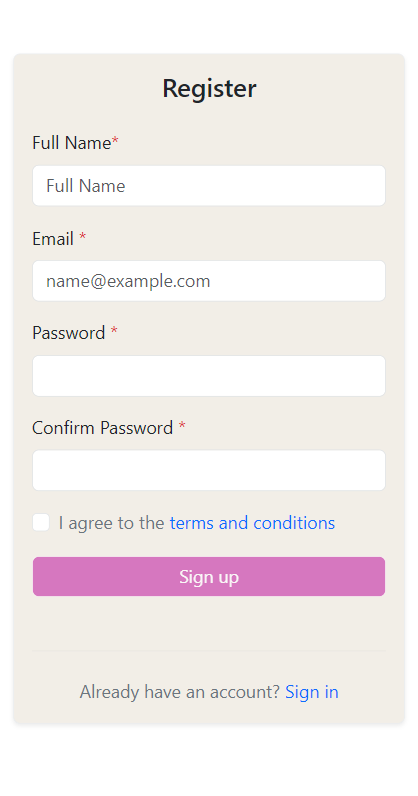 Register
Full Name*
Full Name
Email *
name@example.com
Password *
Confirm Password *
I agree to the terms and conditions
Sign up
Already have an account? Sign in